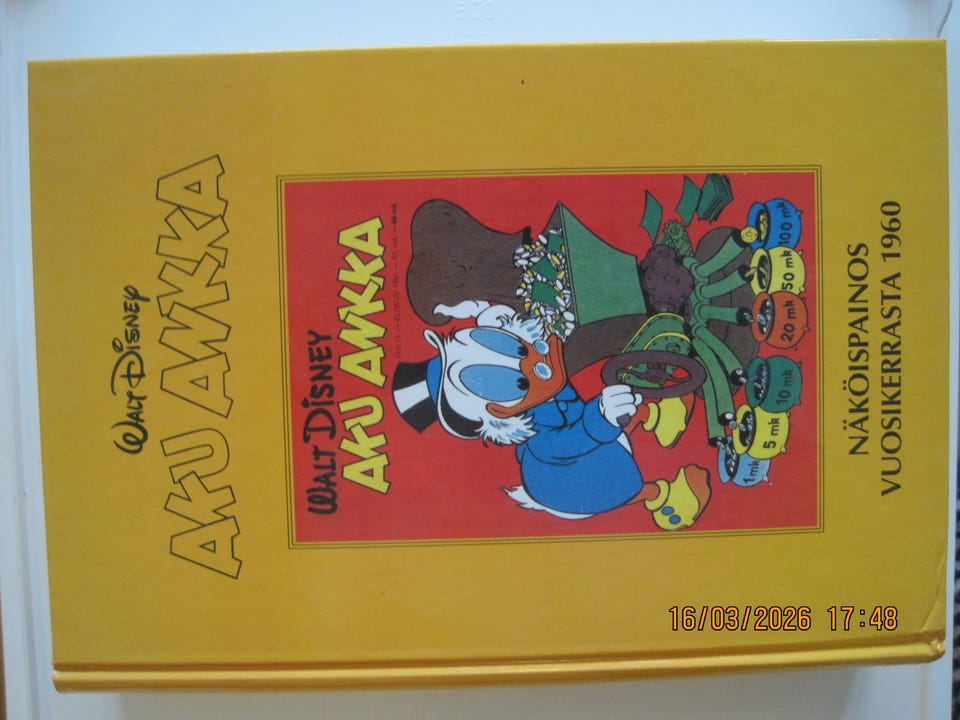 WALT DISNEY
AKU ANKKA
WALT DISNEY
AKU ANKKA
1 mk
5 mk
10 mk
20 mk
50 mk
100 mk
NÄKÖISPAINOS
VUOSIKERRASTA 1960
16/03/2026 17:48